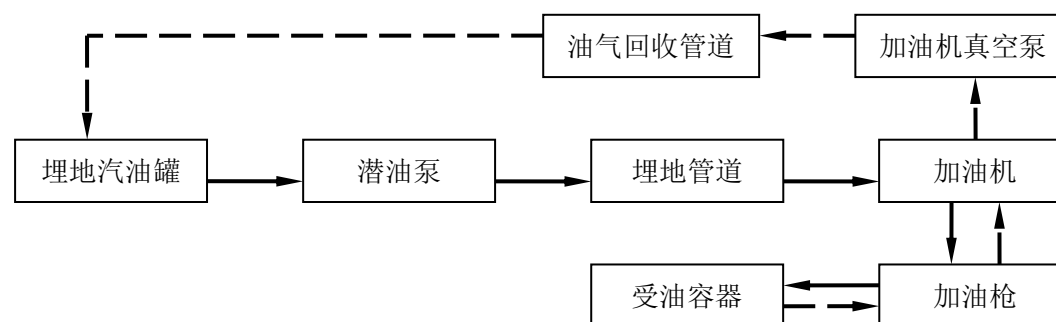 油气回收管道
加油机真空泵
埋地汽油罐
潜油泵
埋地管道
加油机
受油容器
加油枪